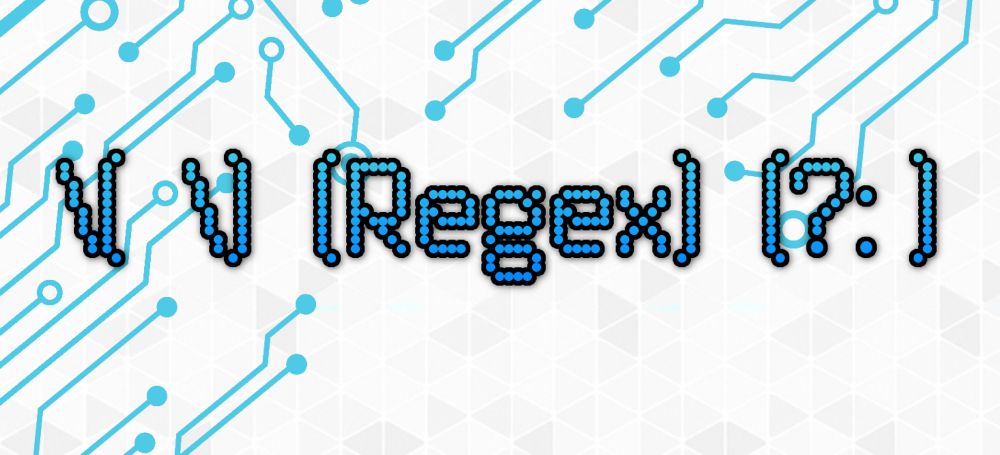 \( \) (Regex) (?: )